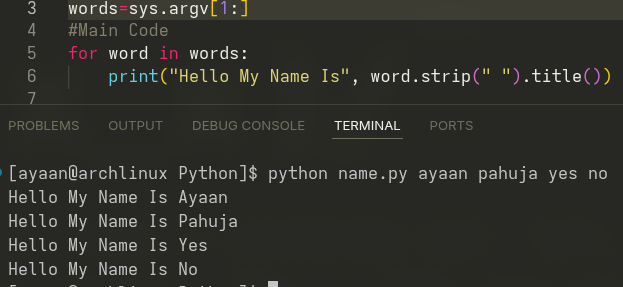 3 words=sys.argv[1:]
4 #Main Code
5 for word in words:
6 print("Hello My Name Is", word.strip(" ").title())
7
PROBLEMS OUTPUT DEBUG CONSOLE TERMINAL PORTS
[ayaan@archlinux Python]$ python name.py ayaan pahuja yes no
Hello My Name Is Ayaan
Hello My Name Is Pahuja
Hello My Name Is Yes
Hello My Name Is No